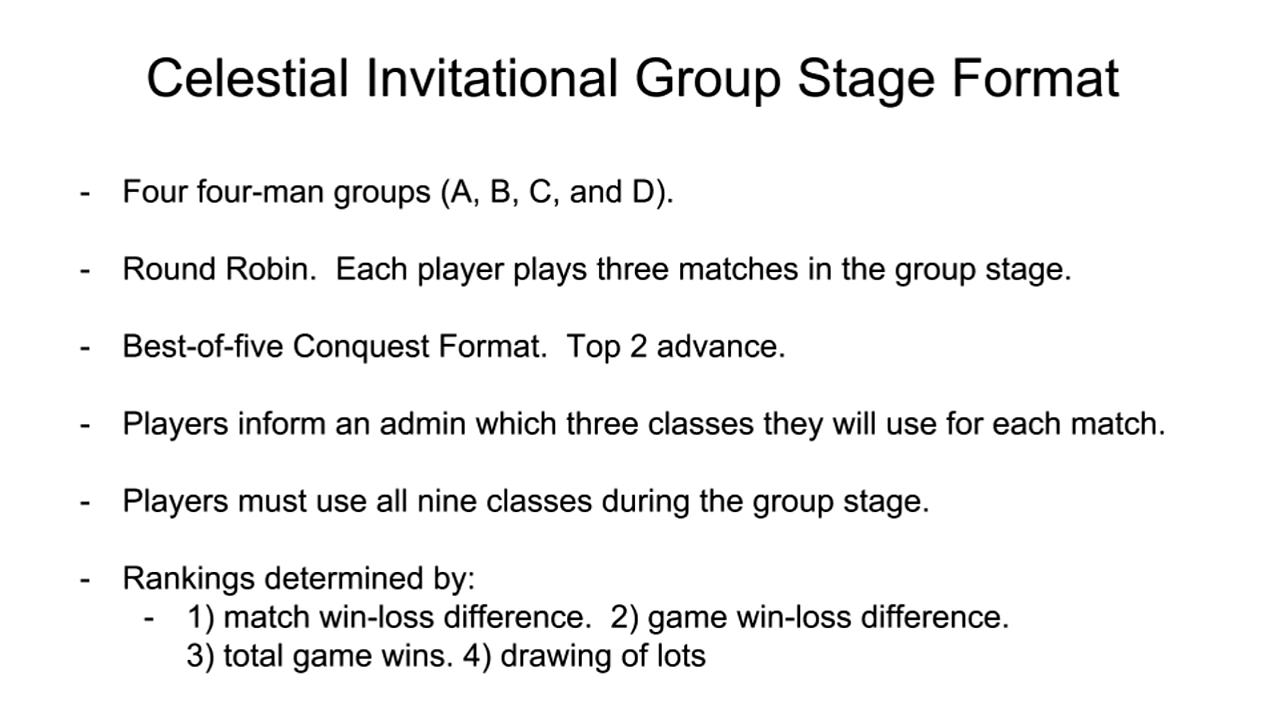 Celestial Invitational Group Stage Format
- Four four-man groups (A, B, C, and D).
- Round Robin.  Each player plays three matches in the group stage.
- Best-of-five Conquest Format.  Top 2 advance.
- Players inform an admin which three classes they will use for each match.
- Players must use all nine classes during the group stage.
- Rankings determined by:
- 1) match win-loss difference.  2) game win-loss difference.
3) total game wins. 4) drawing of lots